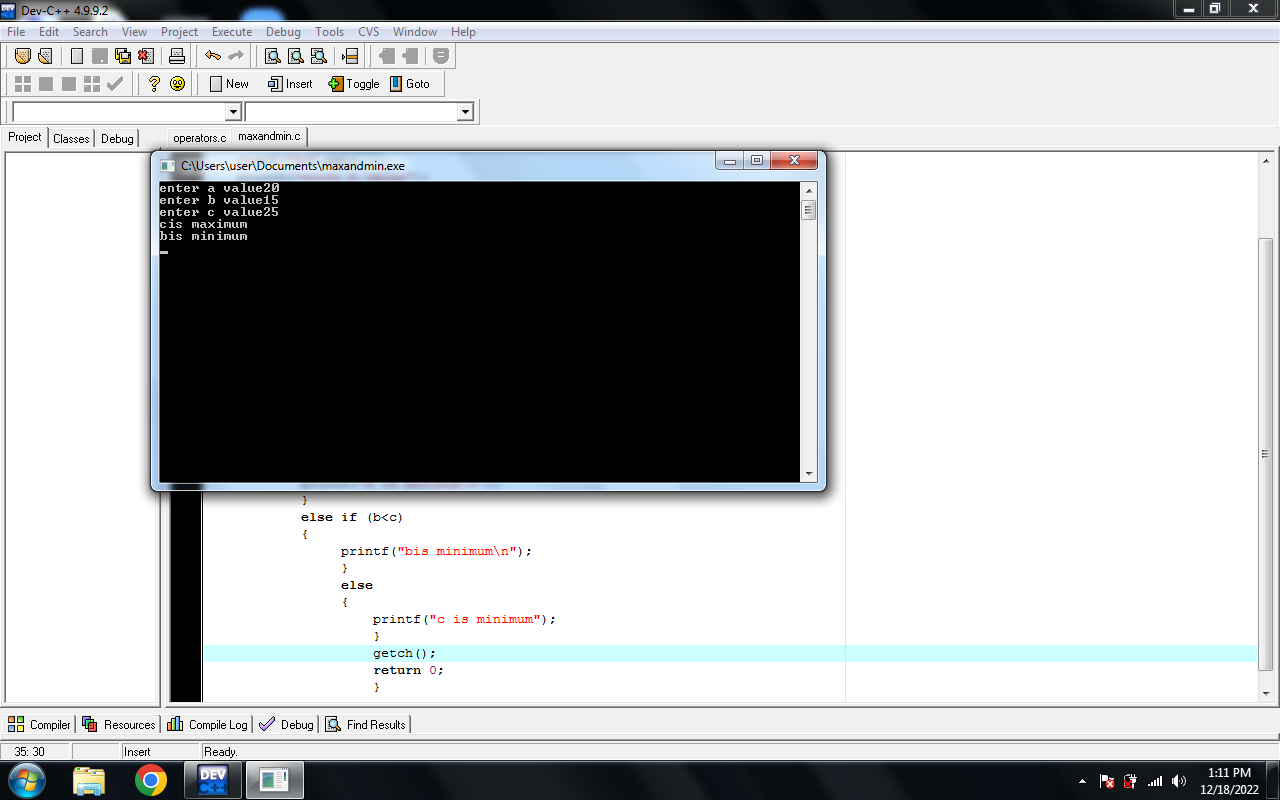 Dev-C++ 4.9.9.2
File Edit Search View Project Execute Debug Tools CVS Window Help
New Insert Toggle Goto
Project Classes Debug operators.c maxandmin.c
C:\Users\user\Documents\maxandmin.exe
enter a value20
enter b value15
enter c value25
cis maximum
bis minimum
}
else if (b<c)
{
printf("bis minimum\n");
}
else
{
printf("c is minimum");
}
getch();
return 0;
}
Compiler Resources Compile Log Debug Find Results
35: 30 Insert Ready.
DEV C++
1:11 PM
12/18/2022